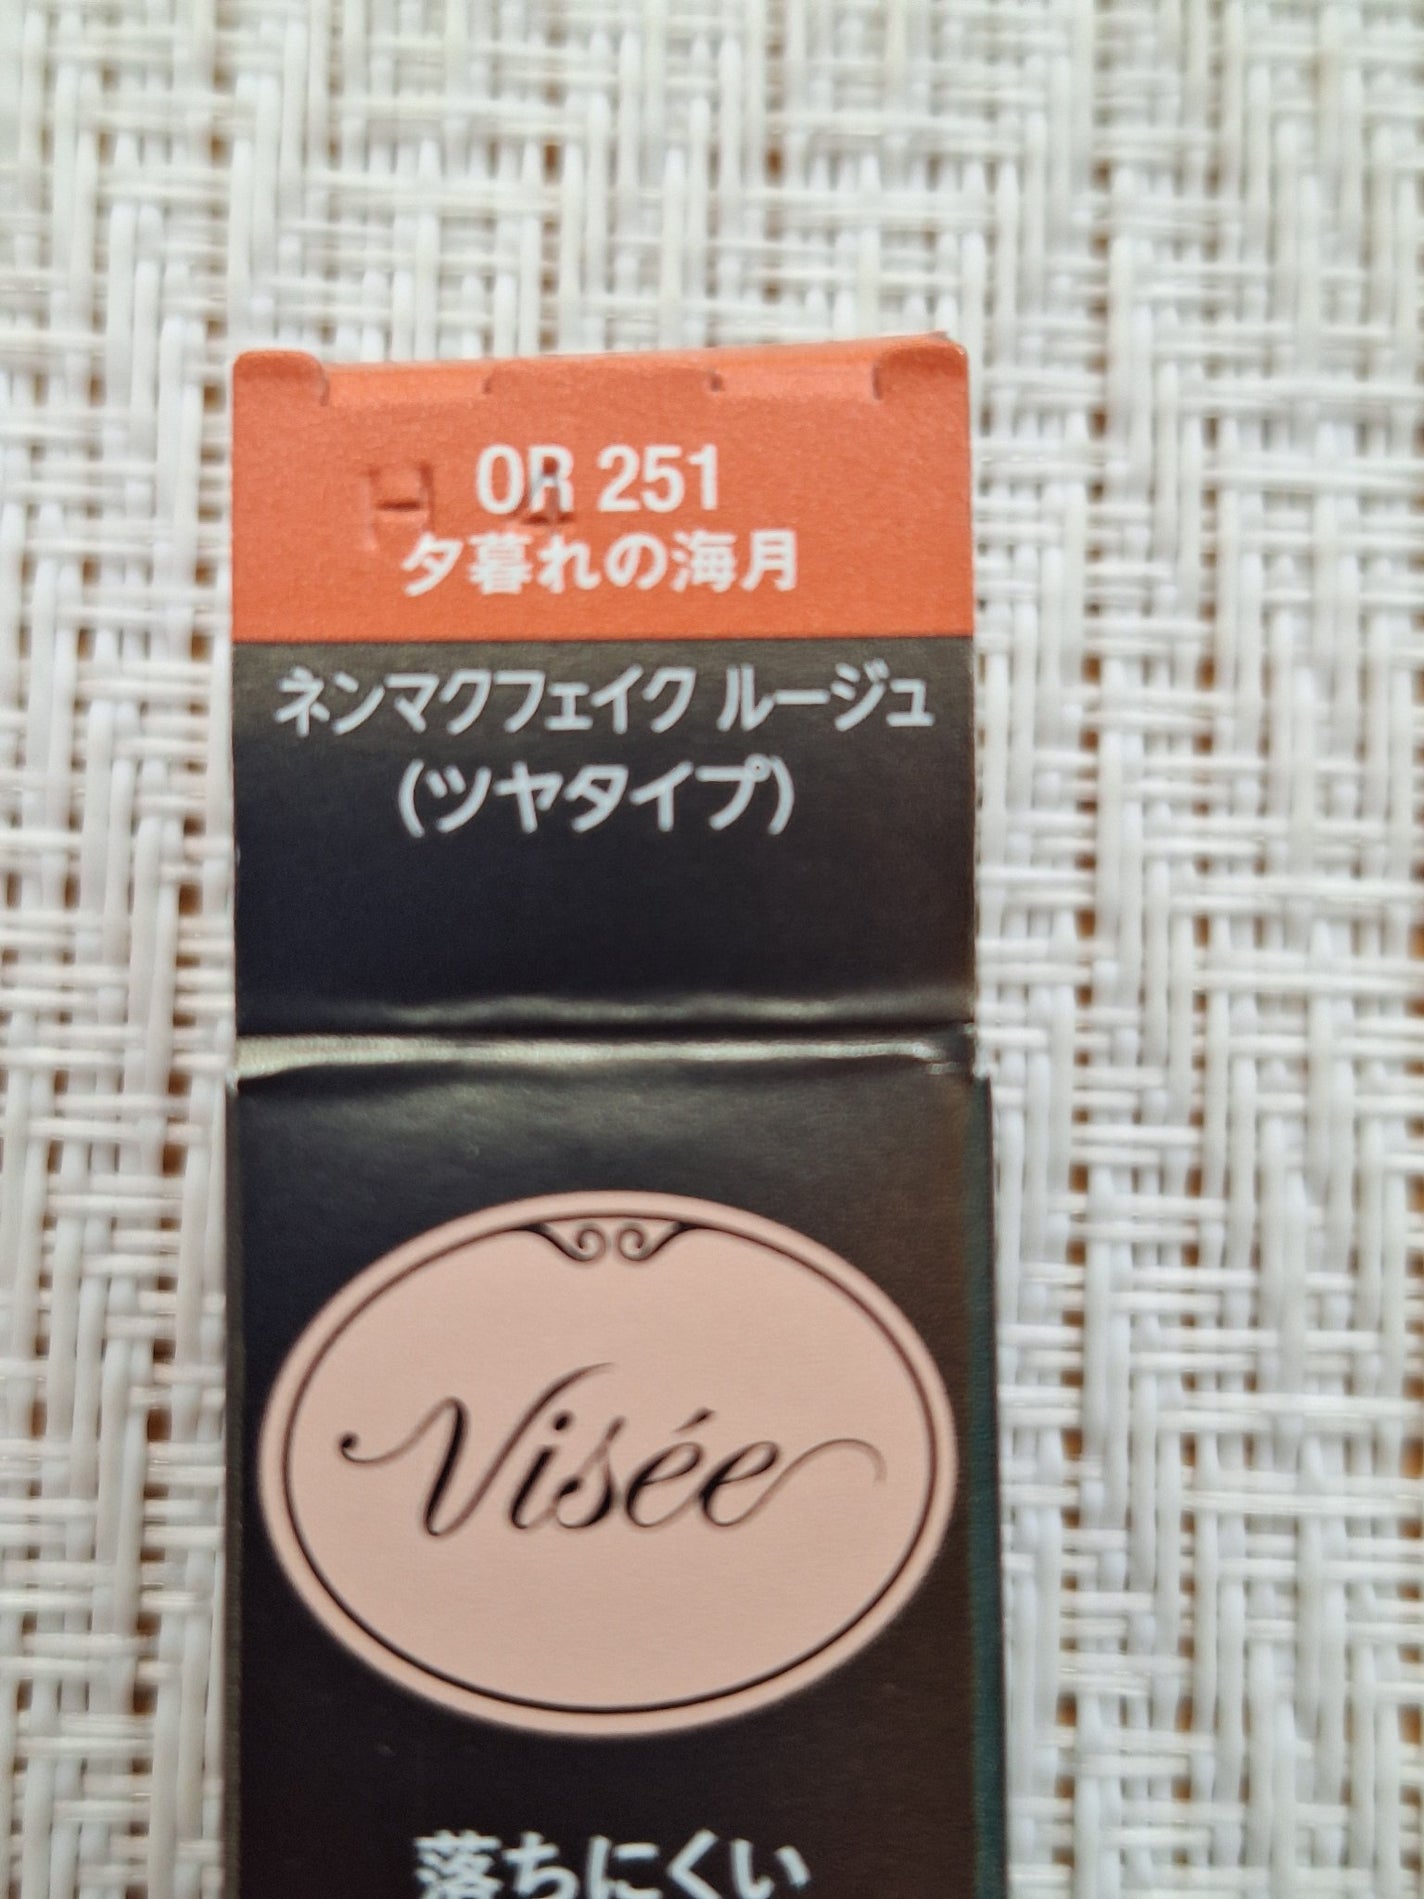 OR 251
夕暮れの海月
ネンマクフェイク ルージュ
(ツヤタイプ)
Visée
落ちにくい